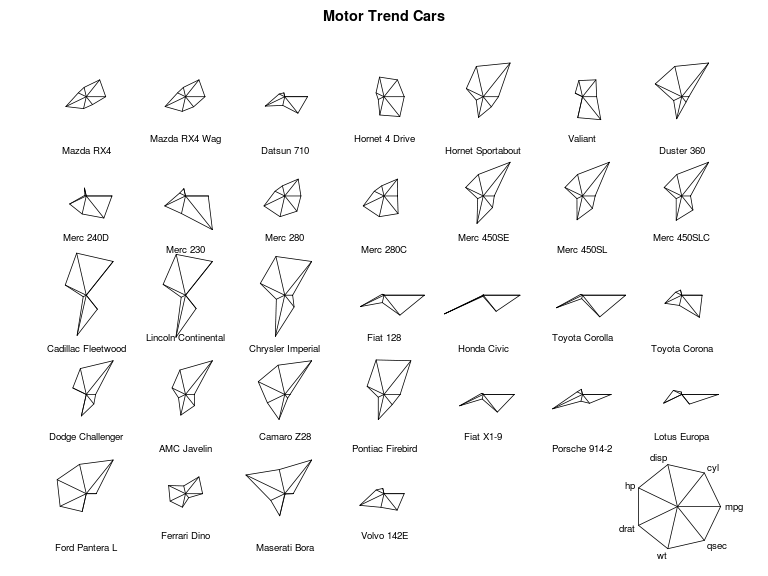 Motor Trend Cars
Mazda RX4
Mazda RX4 Wag
Datsun 710
Hornet 4 Drive
Hornet Sportabout
Valiant
Duster 360
Merc 240D
Merc 230
Merc 280
Merc 280C
Merc 450SE
Merc 450SL
Merc 450SLC
Cadillac Fleetwood
Lincoln Continental
Chrysler Imperial
Fiat 128
Honda Civic
Toyota Corolla
Toyota Corona
Dodge Challenger
AMC Javelin
Camaro Z28
Pontiac Firebird
Fiat X1-9
Porsche 914-2
Lotus Europa
Ford Pantera L
Ferrari Dino
Maserati Bora
Volvo 142E
disp
cyl
hp
mpg
drat
wt
qsec